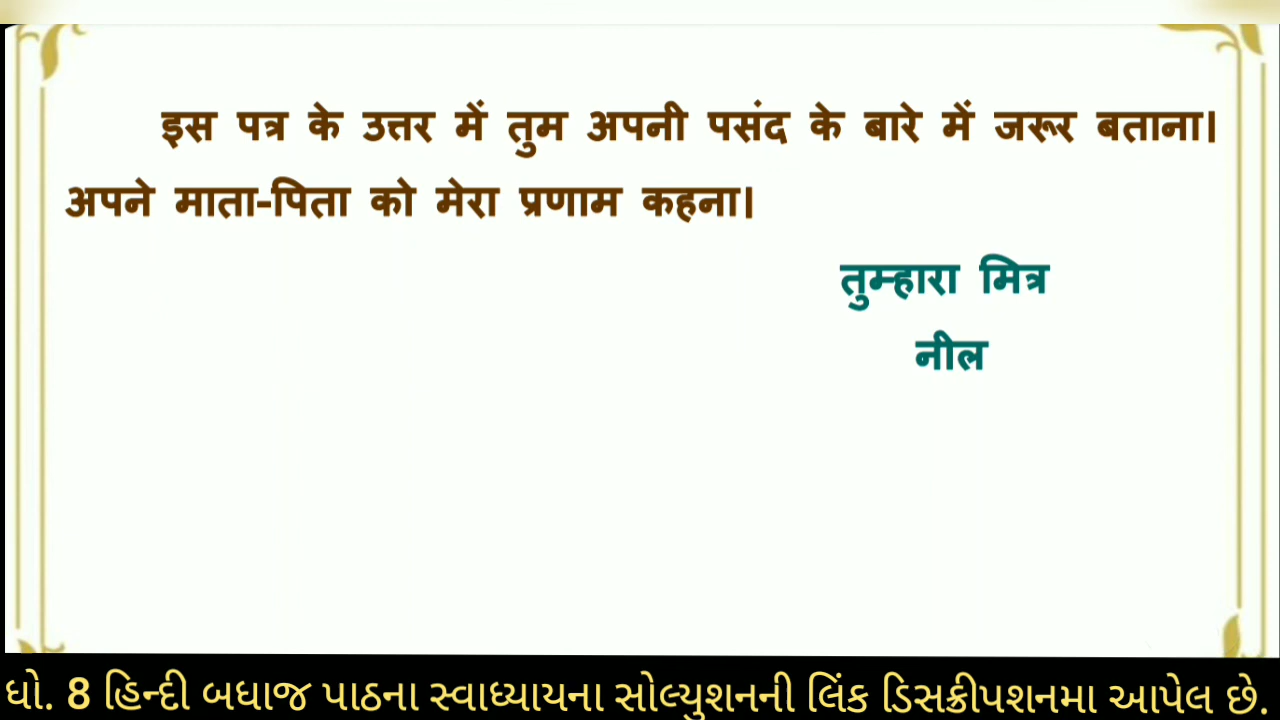 इस पत्र के उत्तर में तुम अपनी पसंद के बारे में जरूर बताना।
अपने माता-पिता को मेरा प्रणाम कहना।
तुम्हारा मित्र
नील
ધો. 8 હિન્દી બધાજ પાઠના સ્વાધ્યાયના સોલ્યુશનની લિંક ડિસક્રીપશનમા આપેલ છે.